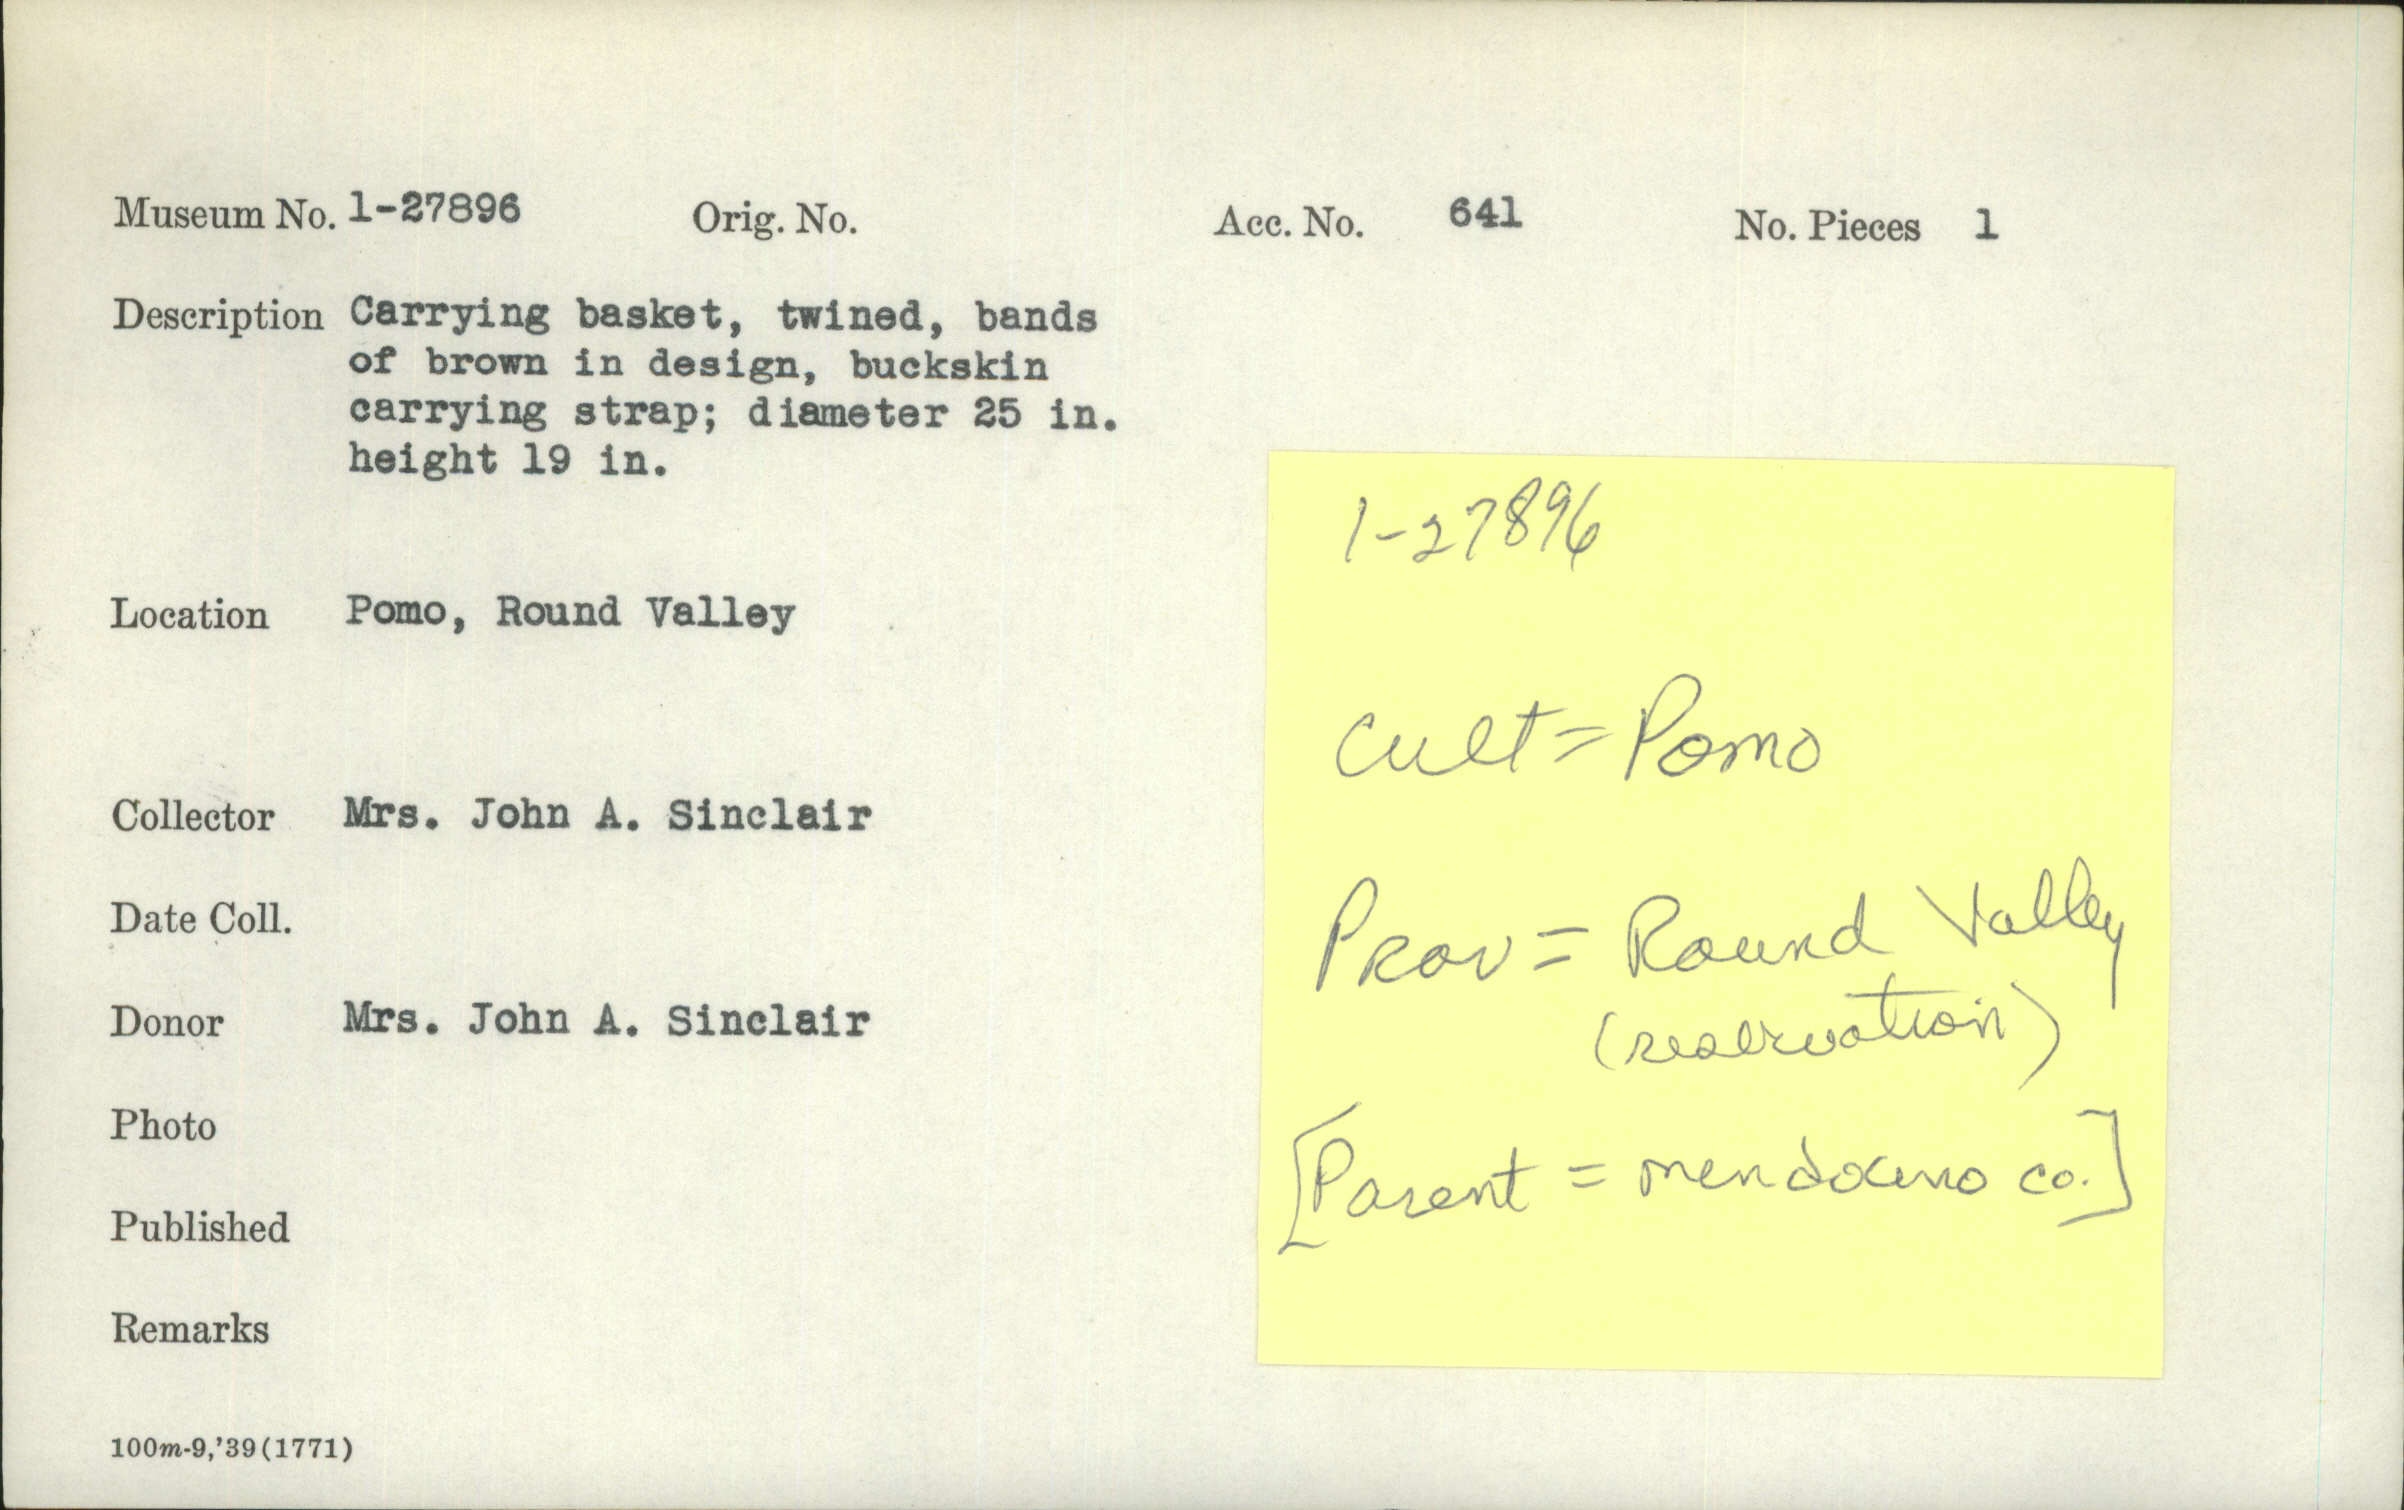 Museum No. 1-27896 Orig. No. Acc. No. 641 No. Pieces 1
Description Carrying basket, twined, bands
of brown in design, buckskin
carrying strap; diameter 25 in.
height 19 in.
Location Pomo, Round Valley
Collector Mrs. John A. Sinclair
Date Coll.
Donor Mrs. John A. Sinclair
Photo
Published
Remarks
100m-9,'39(1771)
1-27896
Cult=Pomo
Prov= Round Valley
(reservation)
[Parent = mendocino co.]